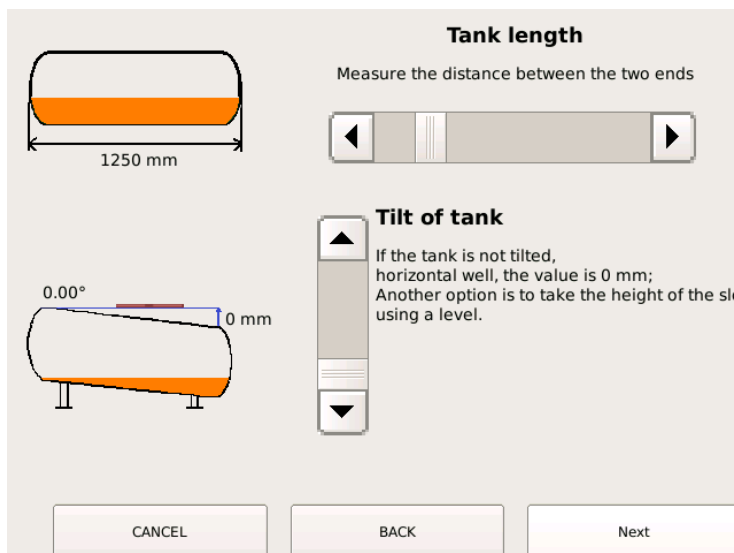 Tank length
Measure the distance between the two ends
1250 mm
Tilt of tank
If the tank is not tilted,
horizontal well, the value is 0 mm;
Another option is to take the height of the
using a level.
0.00°
0 mm
CANCEL
BACK
Next